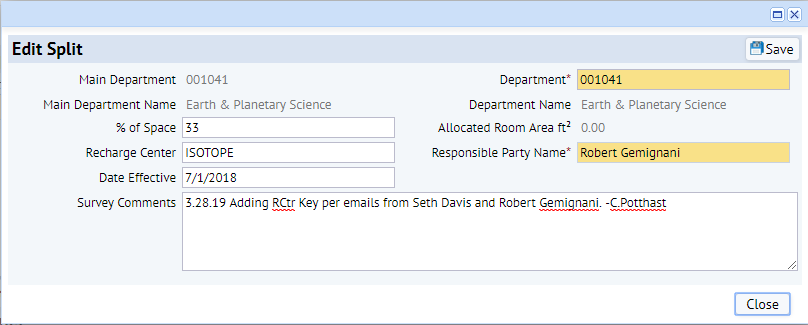 Edit Split
Save
Main Department 001041 Department* 001041
Main Department Name Earth & Planetary Science Department Name Earth & Planetary Science
% of Space 33 Allocated Room Area ft² 0.00
Recharge Center ISOTOPE Responsible Party Name* Robert Gemignani
Date Effective 7/1/2018
Survey Comments 3.28.19 Adding RCtr Key per emails from Seth Davis and Robert Gemignani. -C.Potthast
Close